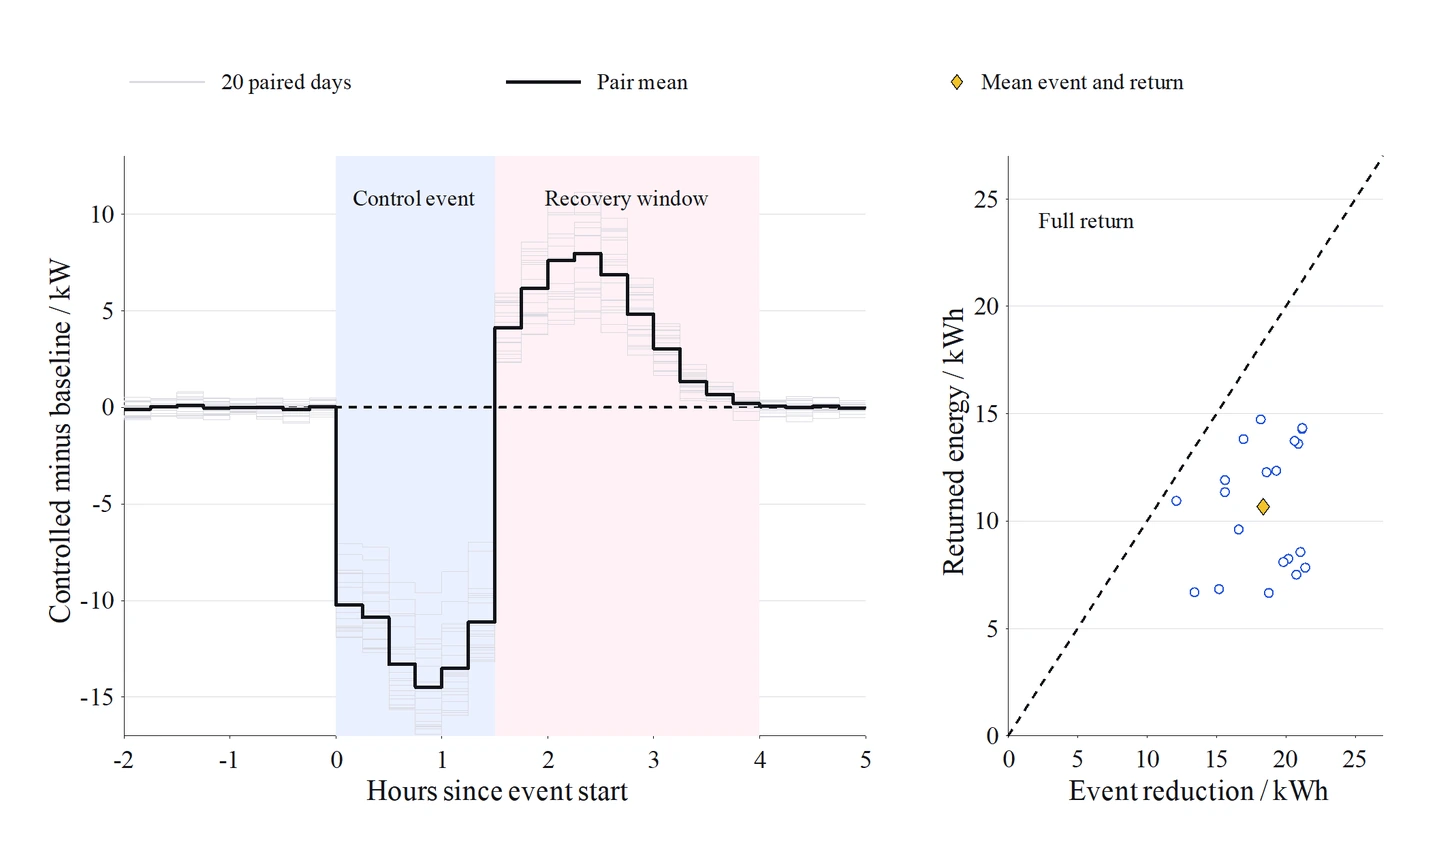 20 paired days
Pair mean
Mean event and return
Control event
Recovery window
10
5
0
-5
-10
-15
Controlled minus baseline / kW
-2
-1
0
1
2
3
4
5
Hours since event start
Full return
25
20
15
10
5
0
Returned energy / kWh
0
5
10
15
20
25
Event reduction / kWh